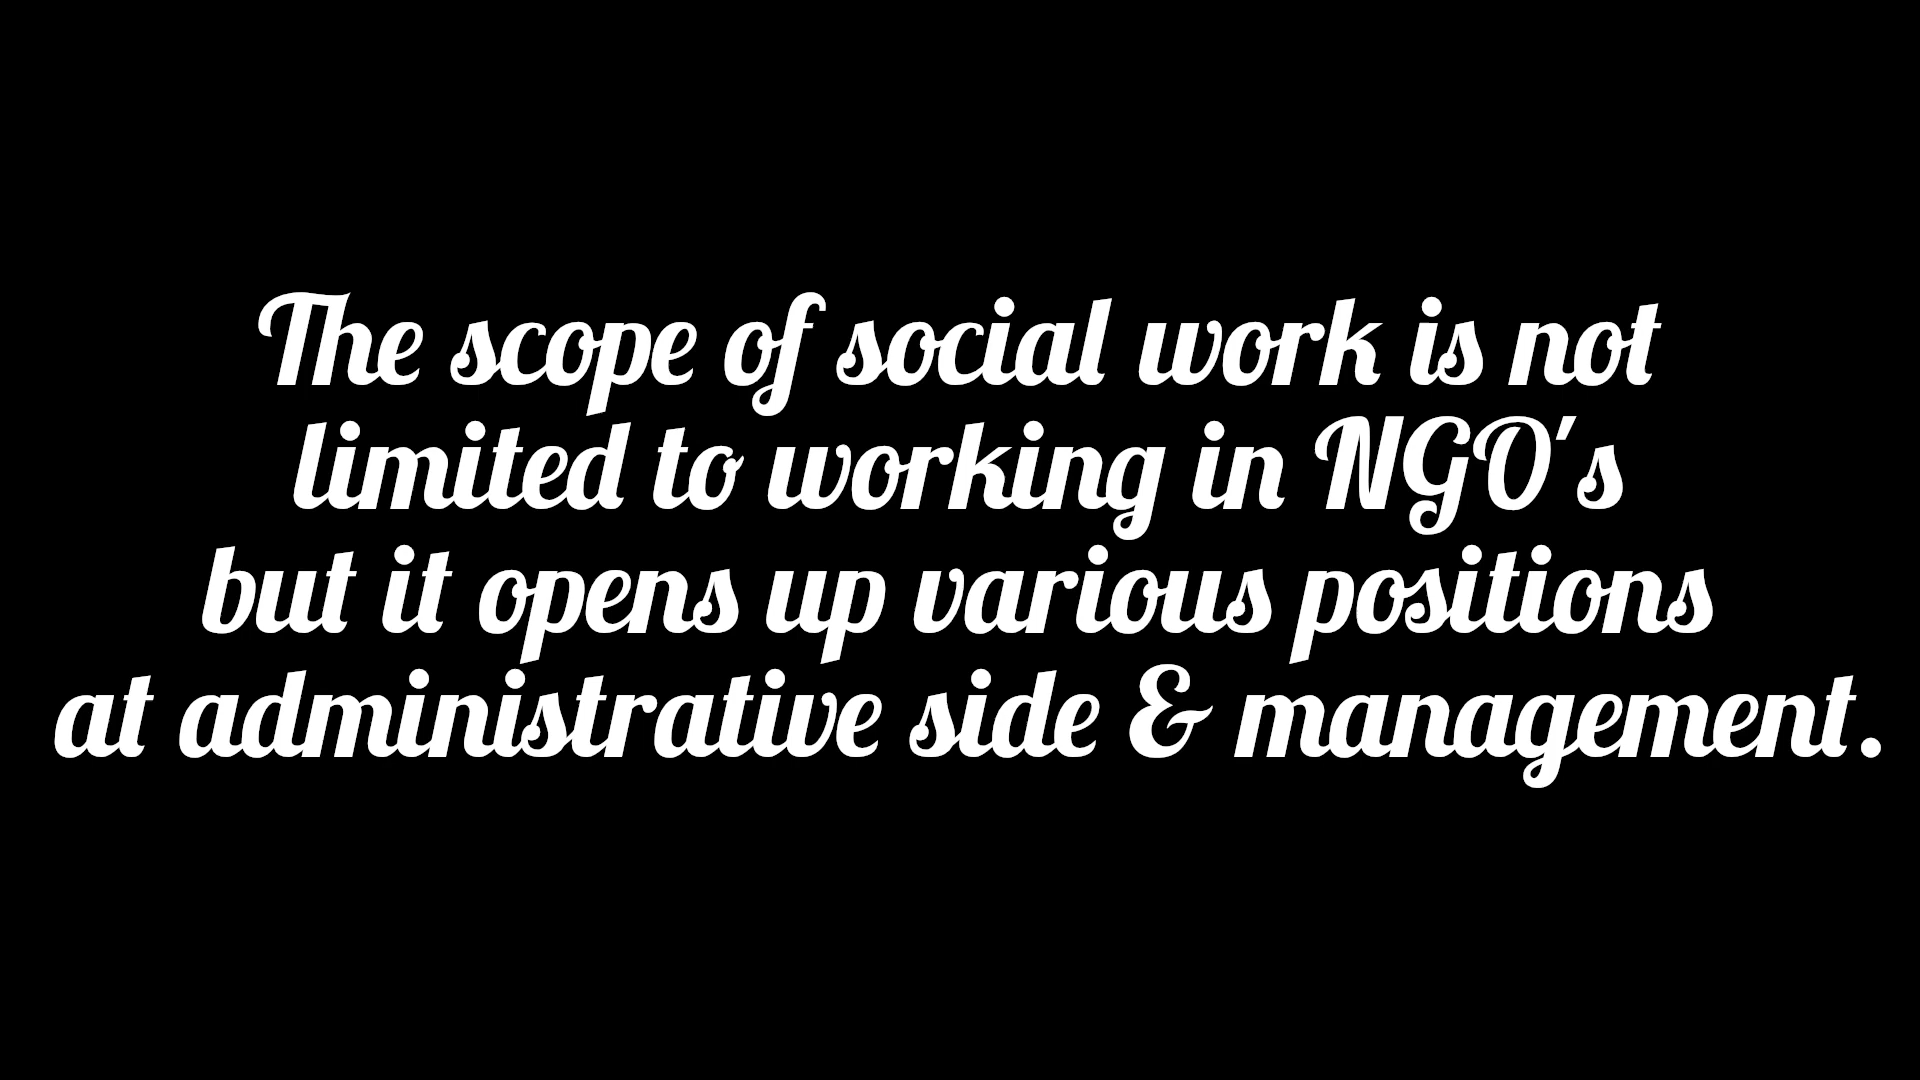 The scope of social work is not
limited to working in NGO's
but it opens up various positions
at administrative side & management.